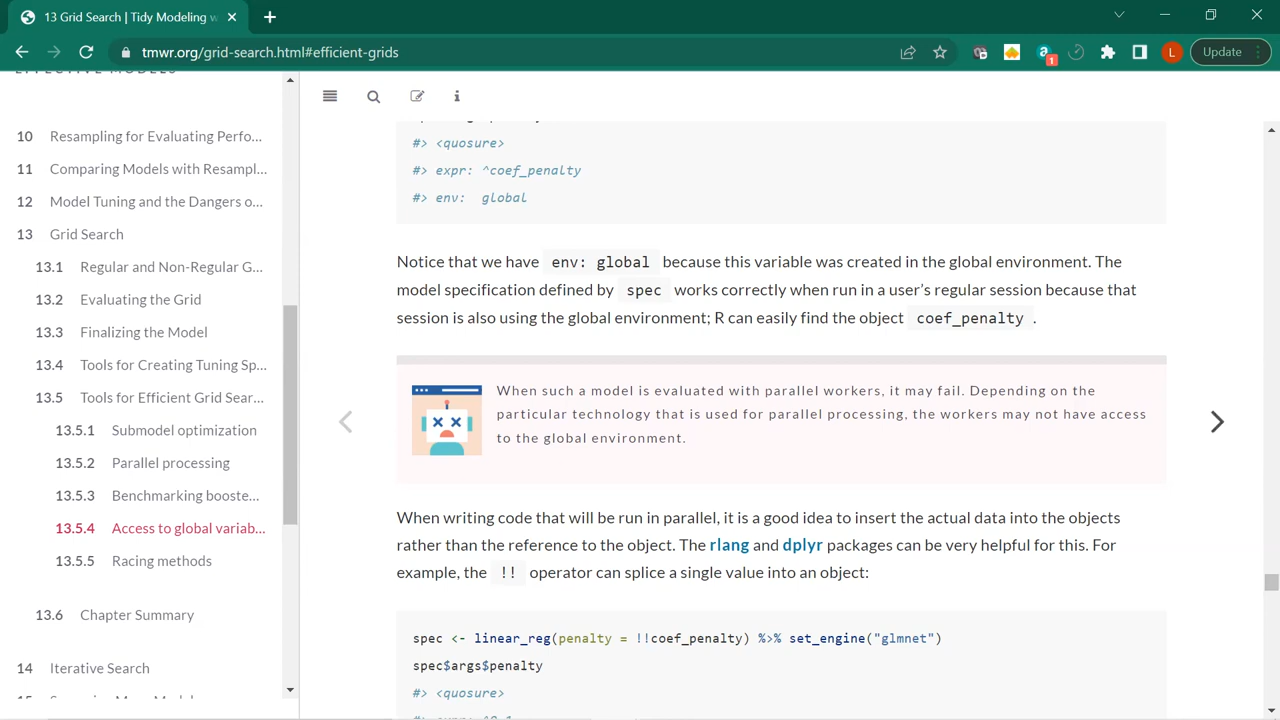 13 Grid Search | Tidy Modeling w
tmwr.org/grid-search.html#efficient-grids
1
L
Update
EFFECTIVE MODELS
10 Resampling for Evaluating Perfo...
11 Comparing Models with Resampl...
12 Model Tuning and the Dangers o...
13 Grid Search
13.1 Regular and Non-Regular G...
13.2 Evaluating the Grid
13.3 Finalizing the Model
13.4 Tools for Creating Tuning Sp...
13.5 Tools for Efficient Grid Sear...
13.5.1 Submodel optimization
13.5.2 Parallel processing
13.5.3 Benchmarking booste...
13.5.4 Access to global variab...
13.5.5 Racing methods
13.6 Chapter Summary
14 Iterative Search
#> <quosure>
#> expr: ^coef_penalty
#> env: global
Notice that we have env: global because this variable was created in the global environment. The
model specification defined by spec works correctly when run in a user's regular session because that
session is also using the global environment; R can easily find the object coef_penalty .
When such a model is evaluated with parallel workers, it may fail. Depending on the
particular technology that is used for parallel processing, the workers may not have access
to the global environment.
When writing code that will be run in parallel, it is a good idea to insert the actual data into the objects
rather than the reference to the object. The rlang and dplyr packages can be very helpful for this. For
example, the !! operator can splice a single value into an object:
spec <- linear_reg(penalty = !!coef_penalty) %>% set_engine("glmnet")
spec$args$penalty
#> <quosure>